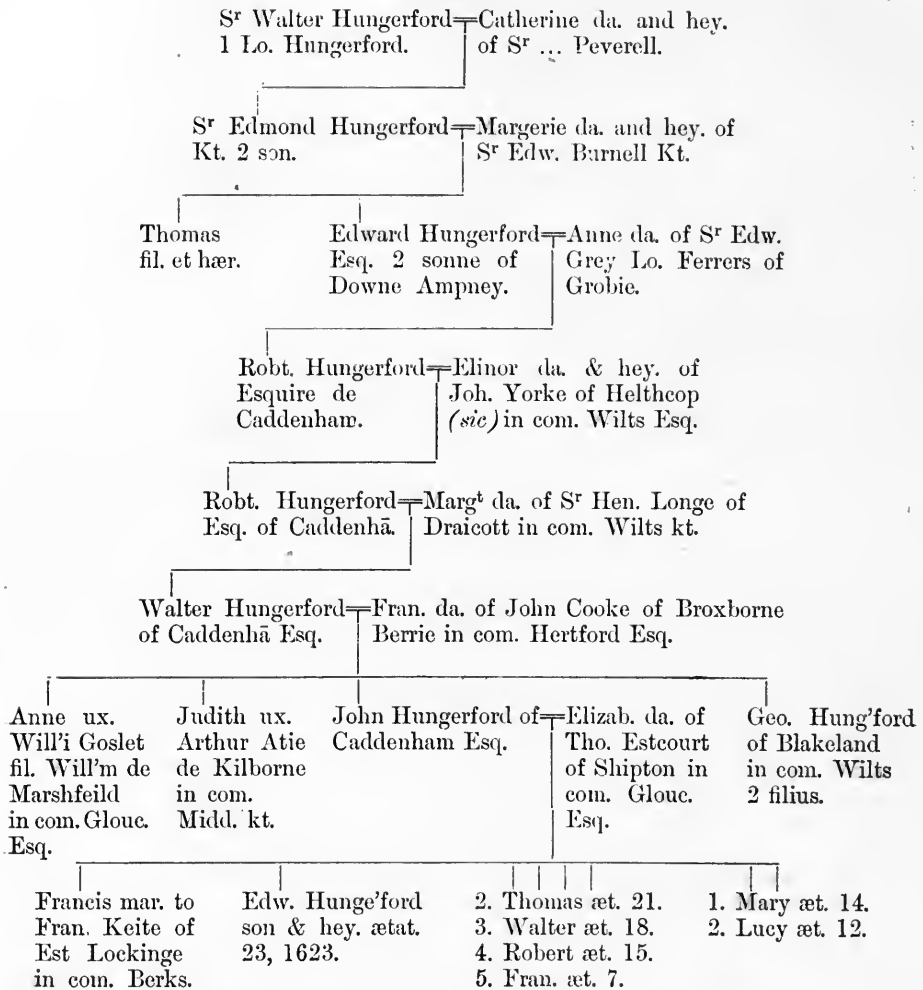 Sʳ Walter Hungerford
1 Lo. Hungerford.
Catherine da. and hey.
of Sʳ ... Peverell.
Sʳ Edmond Hungerford
Kt. 2 son.
Margerie da. and hey. of
Sʳ Edw. Burnell Kt.
Thomas
fil. et hær.
Edward Hungerford
Esq. 2 sonne of
Downe Ampney.
Anne da. of Sʳ Edw.
Grey Lo. Ferrers of
Grobie.
Robt. Hungerford
Esquire de
Caddenham.
Elinor da. & hey. of
Joh. Yorke of Helthcop
(sic) in com. Wilts Esq.
Robt. Hungerford
Esq. of Caddenhā.
Margᵗ da. of Sʳ Hen. Longe of
Draicott in com. Wilts kt.
Walter Hungerford
of Caddenhā Esq.
Fran. da. of John Cooke of Broxborne
Berrie in com. Hertford Esq.
Anne ux.
Will'i Goslet
fil. Will'm de
Marshfeild
in com. Glouc.
Esq.
Judith ux.
Arthur Atie
de Kilborne
in com.
Midd. kt.
John Hungerford of
Caddenham Esq.
Elizab. da. of
Tho. Estcourt
of Shipton in
com. Glouc.
Esq.
Geo. Hung'ford
of Blakeland
in com. Wilts
2 filius.
Francis mar. to
Fran. Keite of
Est Lockinge
in com. Berks.
Edw. Hunge'ford
son & hey. ætat.
23, 1623.
2. Thomas æt. 21.
3. Walter æt. 18.
4. Robert æt. 15.
5. Fran. æt. 7.
1. Mary æt. 14.
2. Lucy æt. 12.